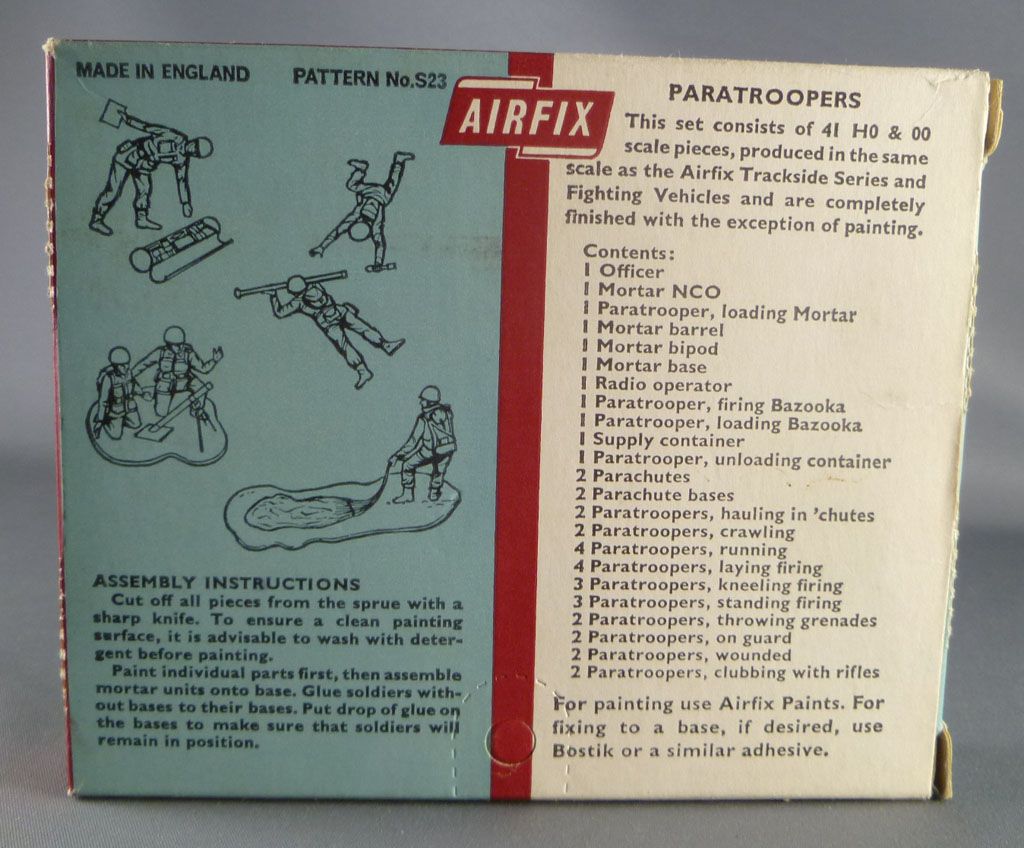 MADE IN ENGLAND PATTERN No.S23
ASSEMBLY INSTRUCTIONS
Cut off all pieces from the sprue with a
sharp knife. To ensure a clean painting
surface, it is advisable to wash with deter-
gent before painting.
Paint individual parts first, then assemble
mortar units onto base. Glue soldiers with-
out bases to their bases. Put drop of glue on
the bases to make sure that soldiers will
remain in position.
AIRFIX
PARATROOPERS
This set consists of 41 H0 & 00
scale pieces, produced in the same
scale as the Airfix Trackside Series and
Fighting Vehicles and are completely
finished with the exception of painting.
Contents:
1 Officer
1 Mortar NCO
1 Paratrooper, loading Mortar
1 Mortar barrel
1 Mortar bipod
1 Mortar base
1 Radio operator
1 Paratrooper, firing Bazooka
1 Paratrooper, loading Bazooka
1 Supply container
1 Paratrooper, unloading container
2 Parachutes
2 Parachute bases
2 Paratroopers, hauling in 'chutes
2 Paratroopers, crawling
4 Paratroopers, running
4 Paratroopers, laying firing
3 Paratroopers, kneeling firing
3 Paratroopers, standing firing
2 Paratroopers, throwing grenades
2 Paratroopers, on guard
2 Paratroopers, wounded
2 Paratroopers, clubbing with rifles
For painting use Airfix Paints. For
fixing to a base, if desired, use
Bostik or a similar adhesive.